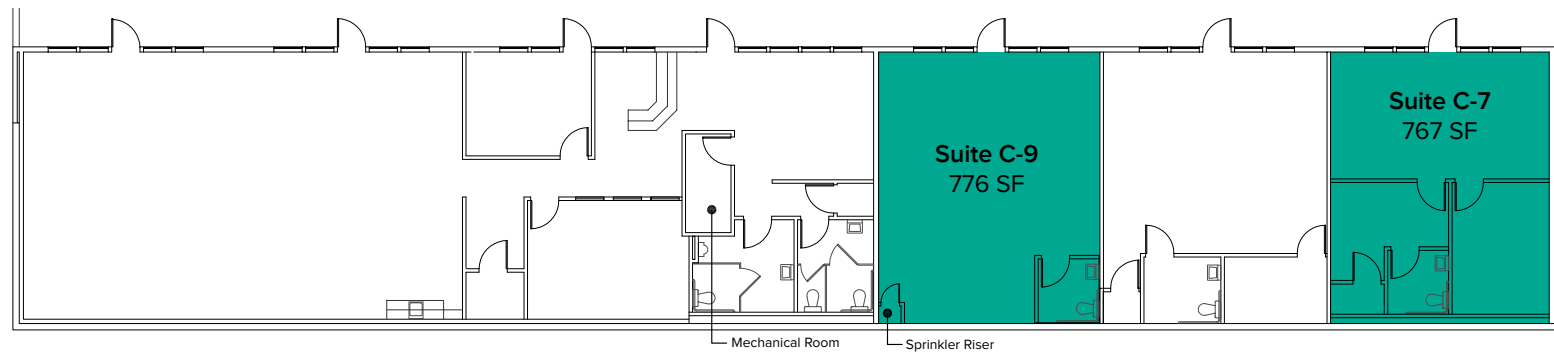 Suite C-7
767 SF
Suite C-9
776 SF
Mechanical Room
Sprinkler Riser